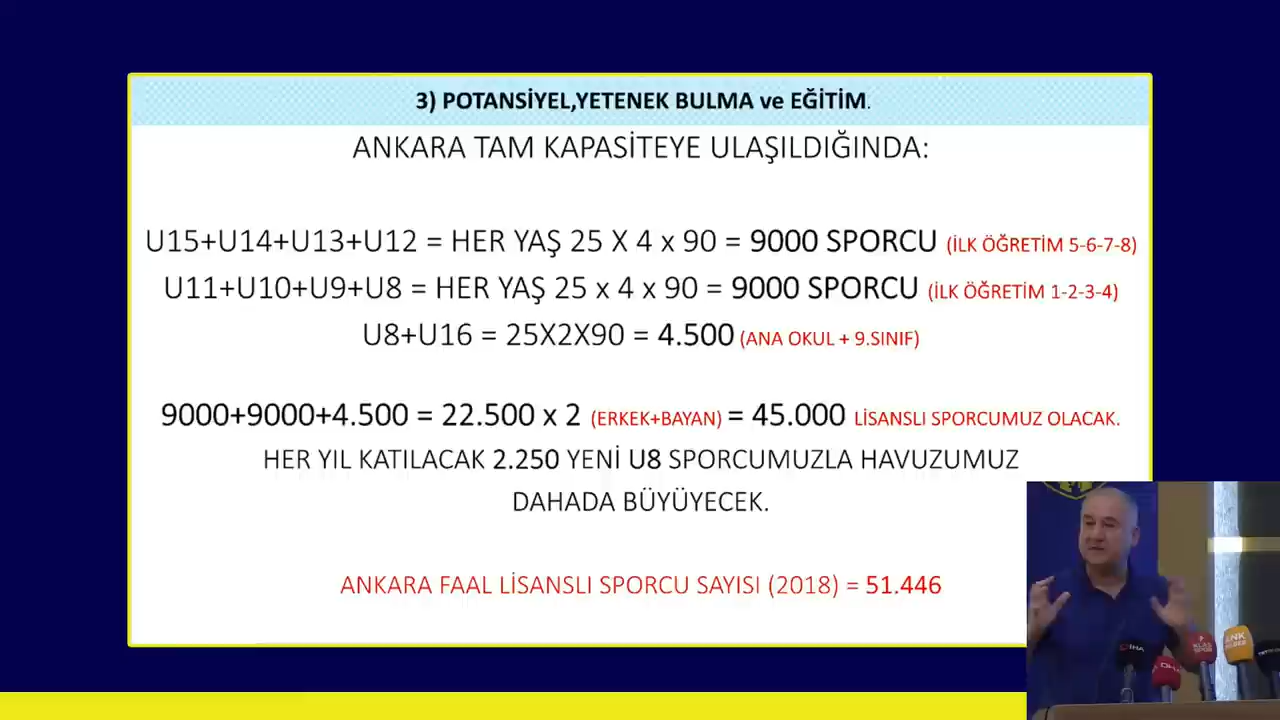 3) POTANSİYEL,YETENEK BULMA ve EĞİTİM.
ANKARA TAM KAPASİTEYE ULAŞILDIĞINDA:
U15+U14+U13+U12 = HER YAŞ 25 X 4 x 90 = 9000 SPORCU (İLK ÖĞRETİM 5-6-7-8)
U11+U10+U9+U8 = HER YAŞ 25 x 4 x 90 = 9000 SPORCU (İLK ÖĞRETİM 1-2-3-4)
U8+U16 = 25X2X90 = 4.500 (ANA OKUL + 9.SINIF)
9000+9000+4.500 = 22.500 x 2 (ERKEK+BAYAN) = 45.000 LİSANSLI SPORCUMUZ OLACAK.
HER YIL KATILACAK 2.250 YENİ U8 SPORCUMUZLA HAVUZUMUZ
DAHADA BÜYÜYECEK.
ANKARA FAAL LİSANSLI SPORCU SAYISI (2018) = 51.446